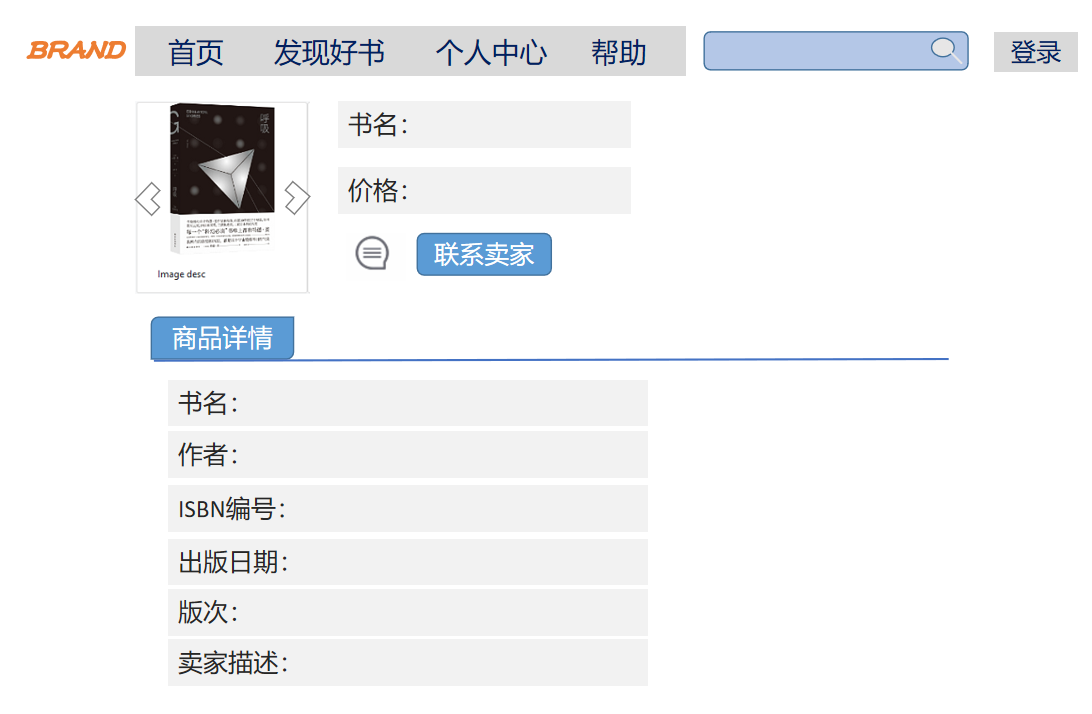 BRAND 首页 发现好书 个人中心 帮助 登录
呼吸
书名：
价格：
联系卖家
Image desc
商品详情
书名：
作者：
ISBN编号：
出版日期：
版次：
卖家描述：